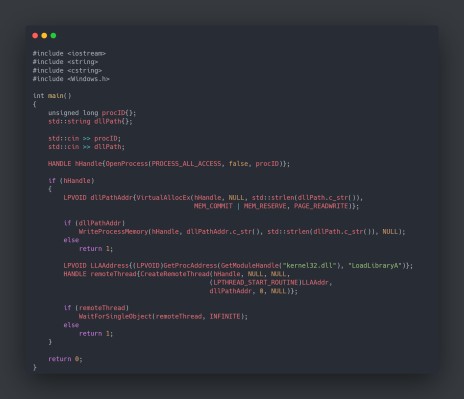 #include <iostream>
#include <string>
#include <cstring>
#include <Windows.h>
int main()
{
unsigned long procID{};
std::string dllPath{};
std::cin >> procID;
std::cin >> dllPath;
HANDLE hHandle{OpenProcess(PROCESS_ALL_ACCESS, false, procID)};
if (hHandle)
{
LPVOID dllPathAddr{VirtualAllocEx(hHandle, NULL, std::strlen(dllPath.c_str()),
MEM_COMMIT | MEM_RESERVE, PAGE_READWRITE)};
if (dllPathAddr)
WriteProcessMemory(hHandle, dllPathAddr.c_str(), std::strlen(dllPath.c_str()), NULL);
else
return 1;
LPVOID LLAAddress{(LPVOID)GetProcAddress(GetModuleHandle("kernel32.dll"), "LoadLibraryA")};
HANDLE remoteThread{CreateRemoteThread(hHandle, NULL, NULL,
(LPTHREAD_START_ROUTINE)LLAAddr,
dllPathAddr, 0, NULL)};
if (remoteThread)
WaitForSingleObject(remoteThread, INFINITE);
else
return 1;
}
return 0;
}